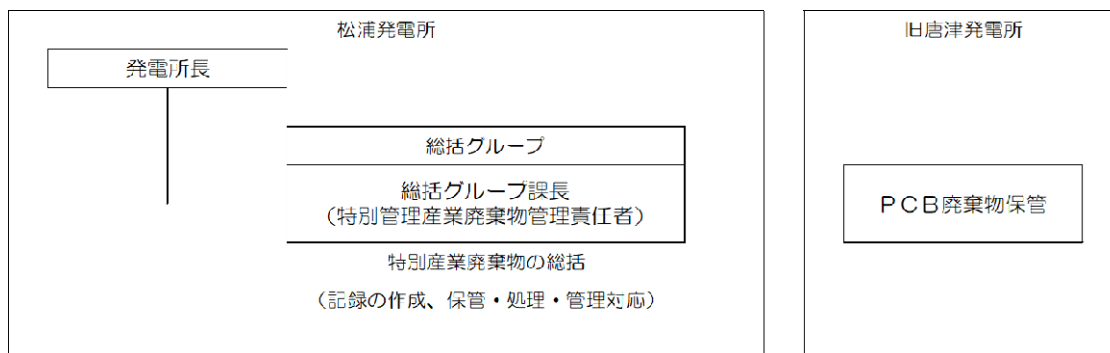 松浦発電所
発電所長
総括グループ
総括グループ課長
（特別管理産業廃棄物管理責任者）
特別産業廃棄物の総括
（記録の作成、保管・処理・管理対応）
旧唐津発電所
ＰＣＢ廃棄物保管